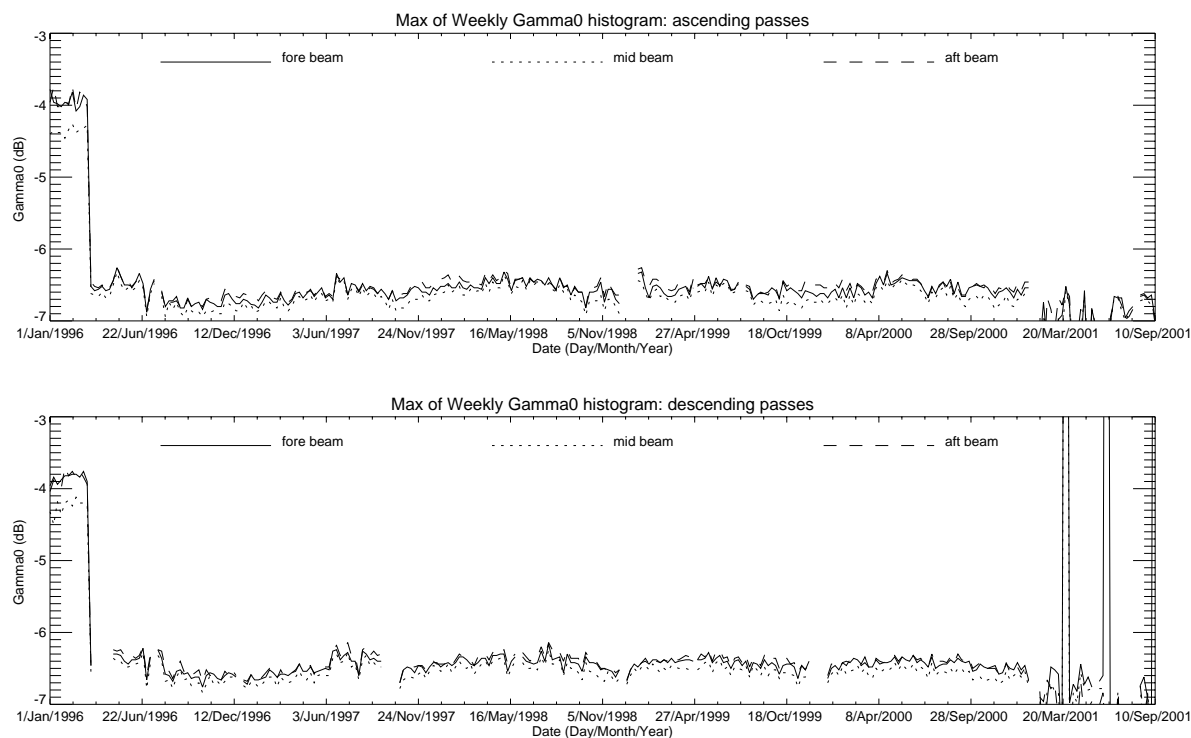 Max of Weekly Gamma0 histogram: ascending passes
-3
fore beam mid beam aft beam
-4
Gamma0 (dB)
-5
-6
-7
1/Jan/1996 22/Jun/1996 12/Dec/1996 3/Jun/1997 24/Nov/1997 16/May/1998 5/Nov/1998 27/Apr/1999 18/Oct/1999 8/Apr/2000 28/Sep/2000 20/Mar/2001 10/Sep/2001
Date (Day/Month/Year)
Max of Weekly Gamma0 histogram: descending passes
-3
fore beam mid beam aft beam
-4
Gamma0 (dB)
-5
-6
-7
1/Jan/1996 22/Jun/1996 12/Dec/1996 3/Jun/1997 24/Nov/1997 16/May/1998 5/Nov/1998 27/Apr/1999 18/Oct/1999 8/Apr/2000 28/Sep/2000 20/Mar/2001 10/Sep/2001
Date (Day/Month/Year)